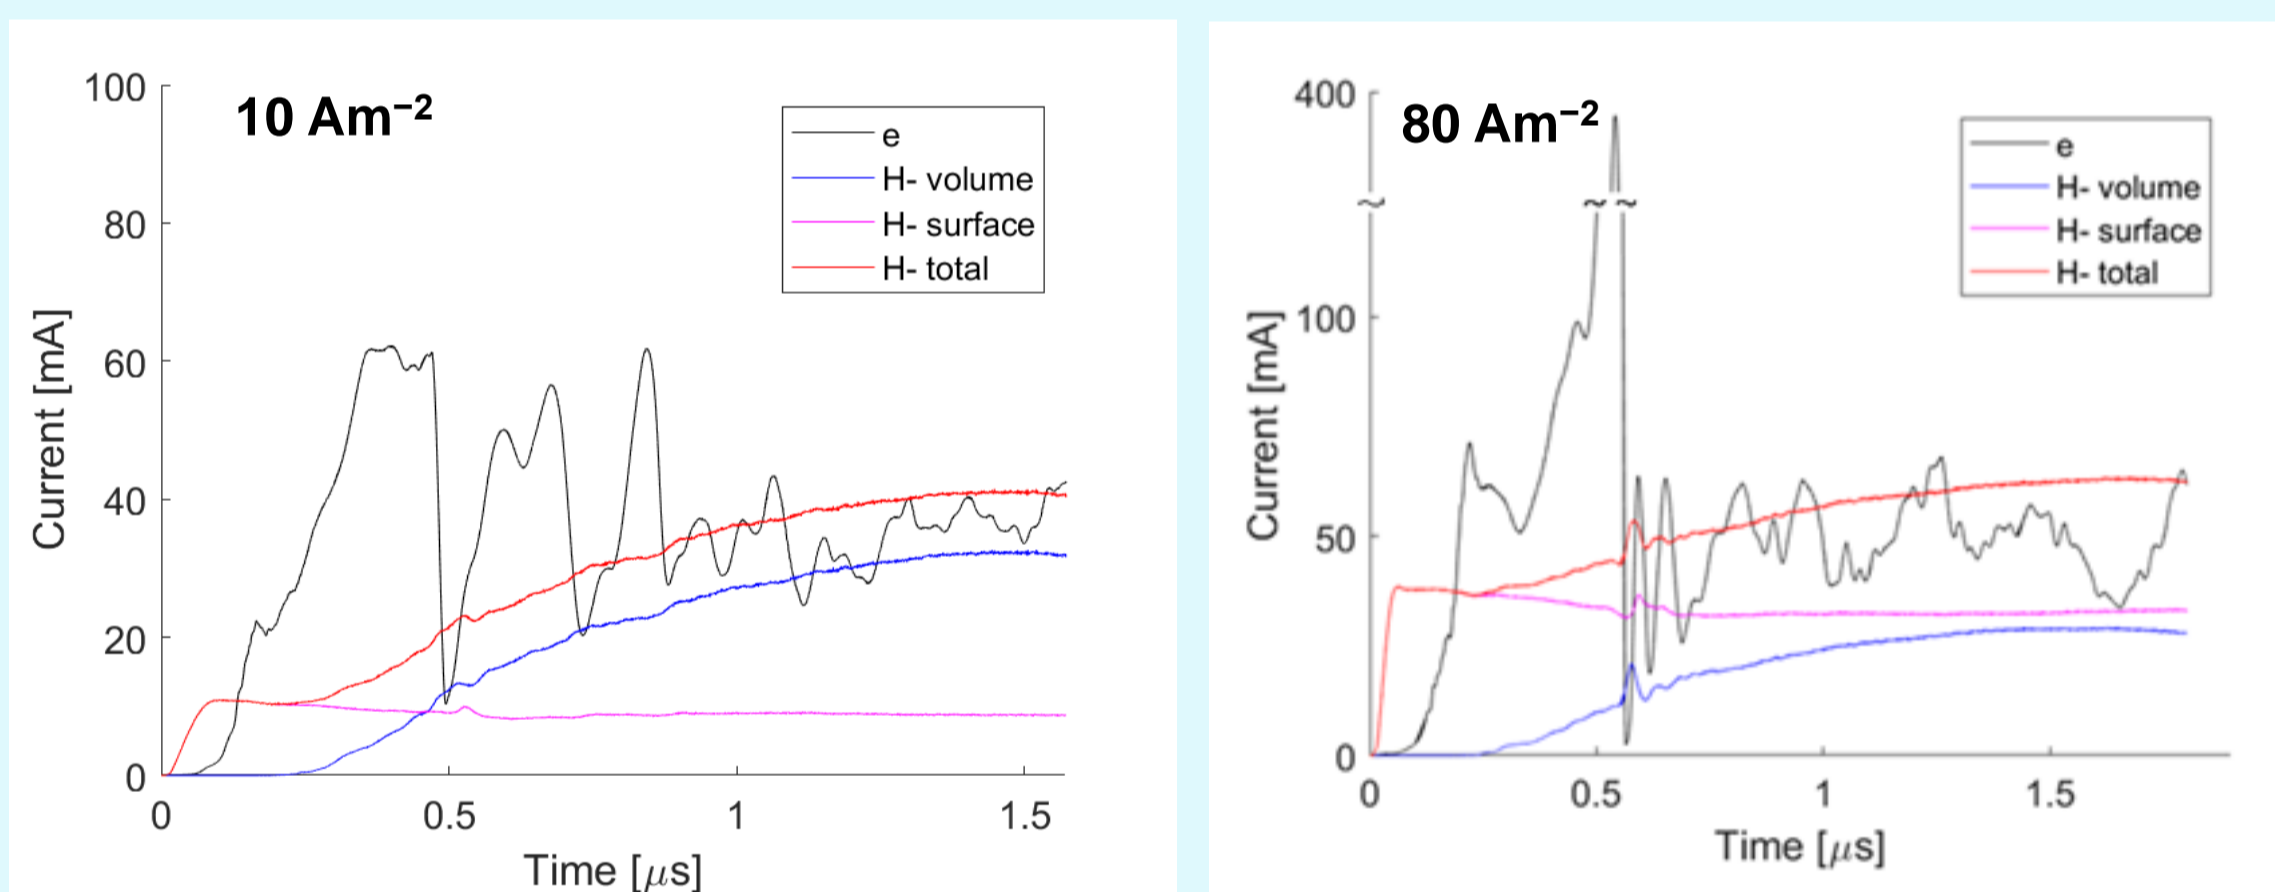 10 Am⁻²
100
80
60
40
20
0
Current [mA]
e
H- volume
H- surface
H- total
0
0.5
1
1.5
Time [μs]
80 Am⁻²
400
100
50
0
Current [mA]
e
H- volume
H- surface
H- total
0
0.5
1
1.5
Time [μs]